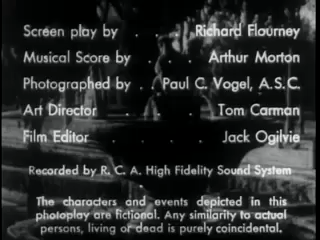 Screen play by . . . Richard Flourney
Musical Score by . . . Arthur Morton
Photographed by . . Paul C. Vogel, A.S.C.
Art Director . . . . Tom Carman
Film Editor . . . . Jack Ogilvie
Recorded by R. C. A. High Fidelity Sound System
The characters and events depicted in this
photoplay are fictional. Any similarity to actual
persons, living or dead is purely coincidental.